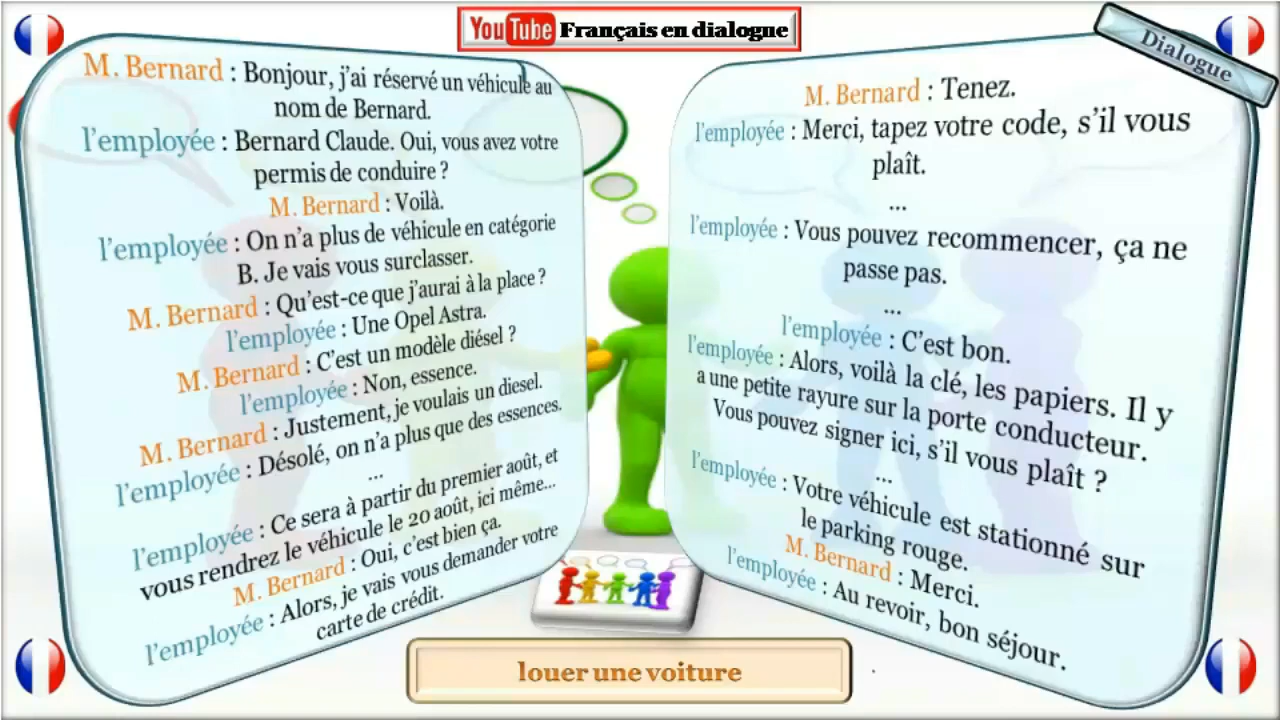 YouTube Français en dialogue
Dialogue
M. Bernard : Bonjour, j'ai réservé un véhicule au
nom de Bernard.
l'employée : Bernard Claude. Oui, vous avez votre
permis de conduire ?
M. Bernard : Voilà.
l'employée : On n'a plus de véhicule en catégorie
B. Je vais vous surclasser.
M. Bernard : Qu'est-ce que j'aurai à la place ?
l'employée : Une Opel Astra.
M. Bernard : C'est un modèle diésel ?
l'employée : Non, essence.
M. Bernard : Justement, je voulais un diesel.
l'employée : Désolé, on n'a plus que des essences.
...
l'employée : Ce sera à partir du premier août, et
vous rendrez le véhicule le 20 août, ici même...
M. Bernard : Oui, c'est bien ça.
l'employée : Alors, je vais vous demander votre
carte de crédit.
M. Bernard : Tenez.
l'employée : Merci, tapez votre code, s'il vous
plaît.
...
l'employée : Vous pouvez recommencer, ça ne
passe pas.
...
l'employée : C'est bon.
l'employée : Alors, voilà la clé, les papiers. Il y
a une petite rayure sur la porte conducteur.
Vous pouvez signer ici, s'il vous plaît ?
...
l'employée : Votre véhicule est stationné sur
le parking rouge.
M. Bernard : Merci.
l'employée : Au revoir, bon séjour.
louer une voiture